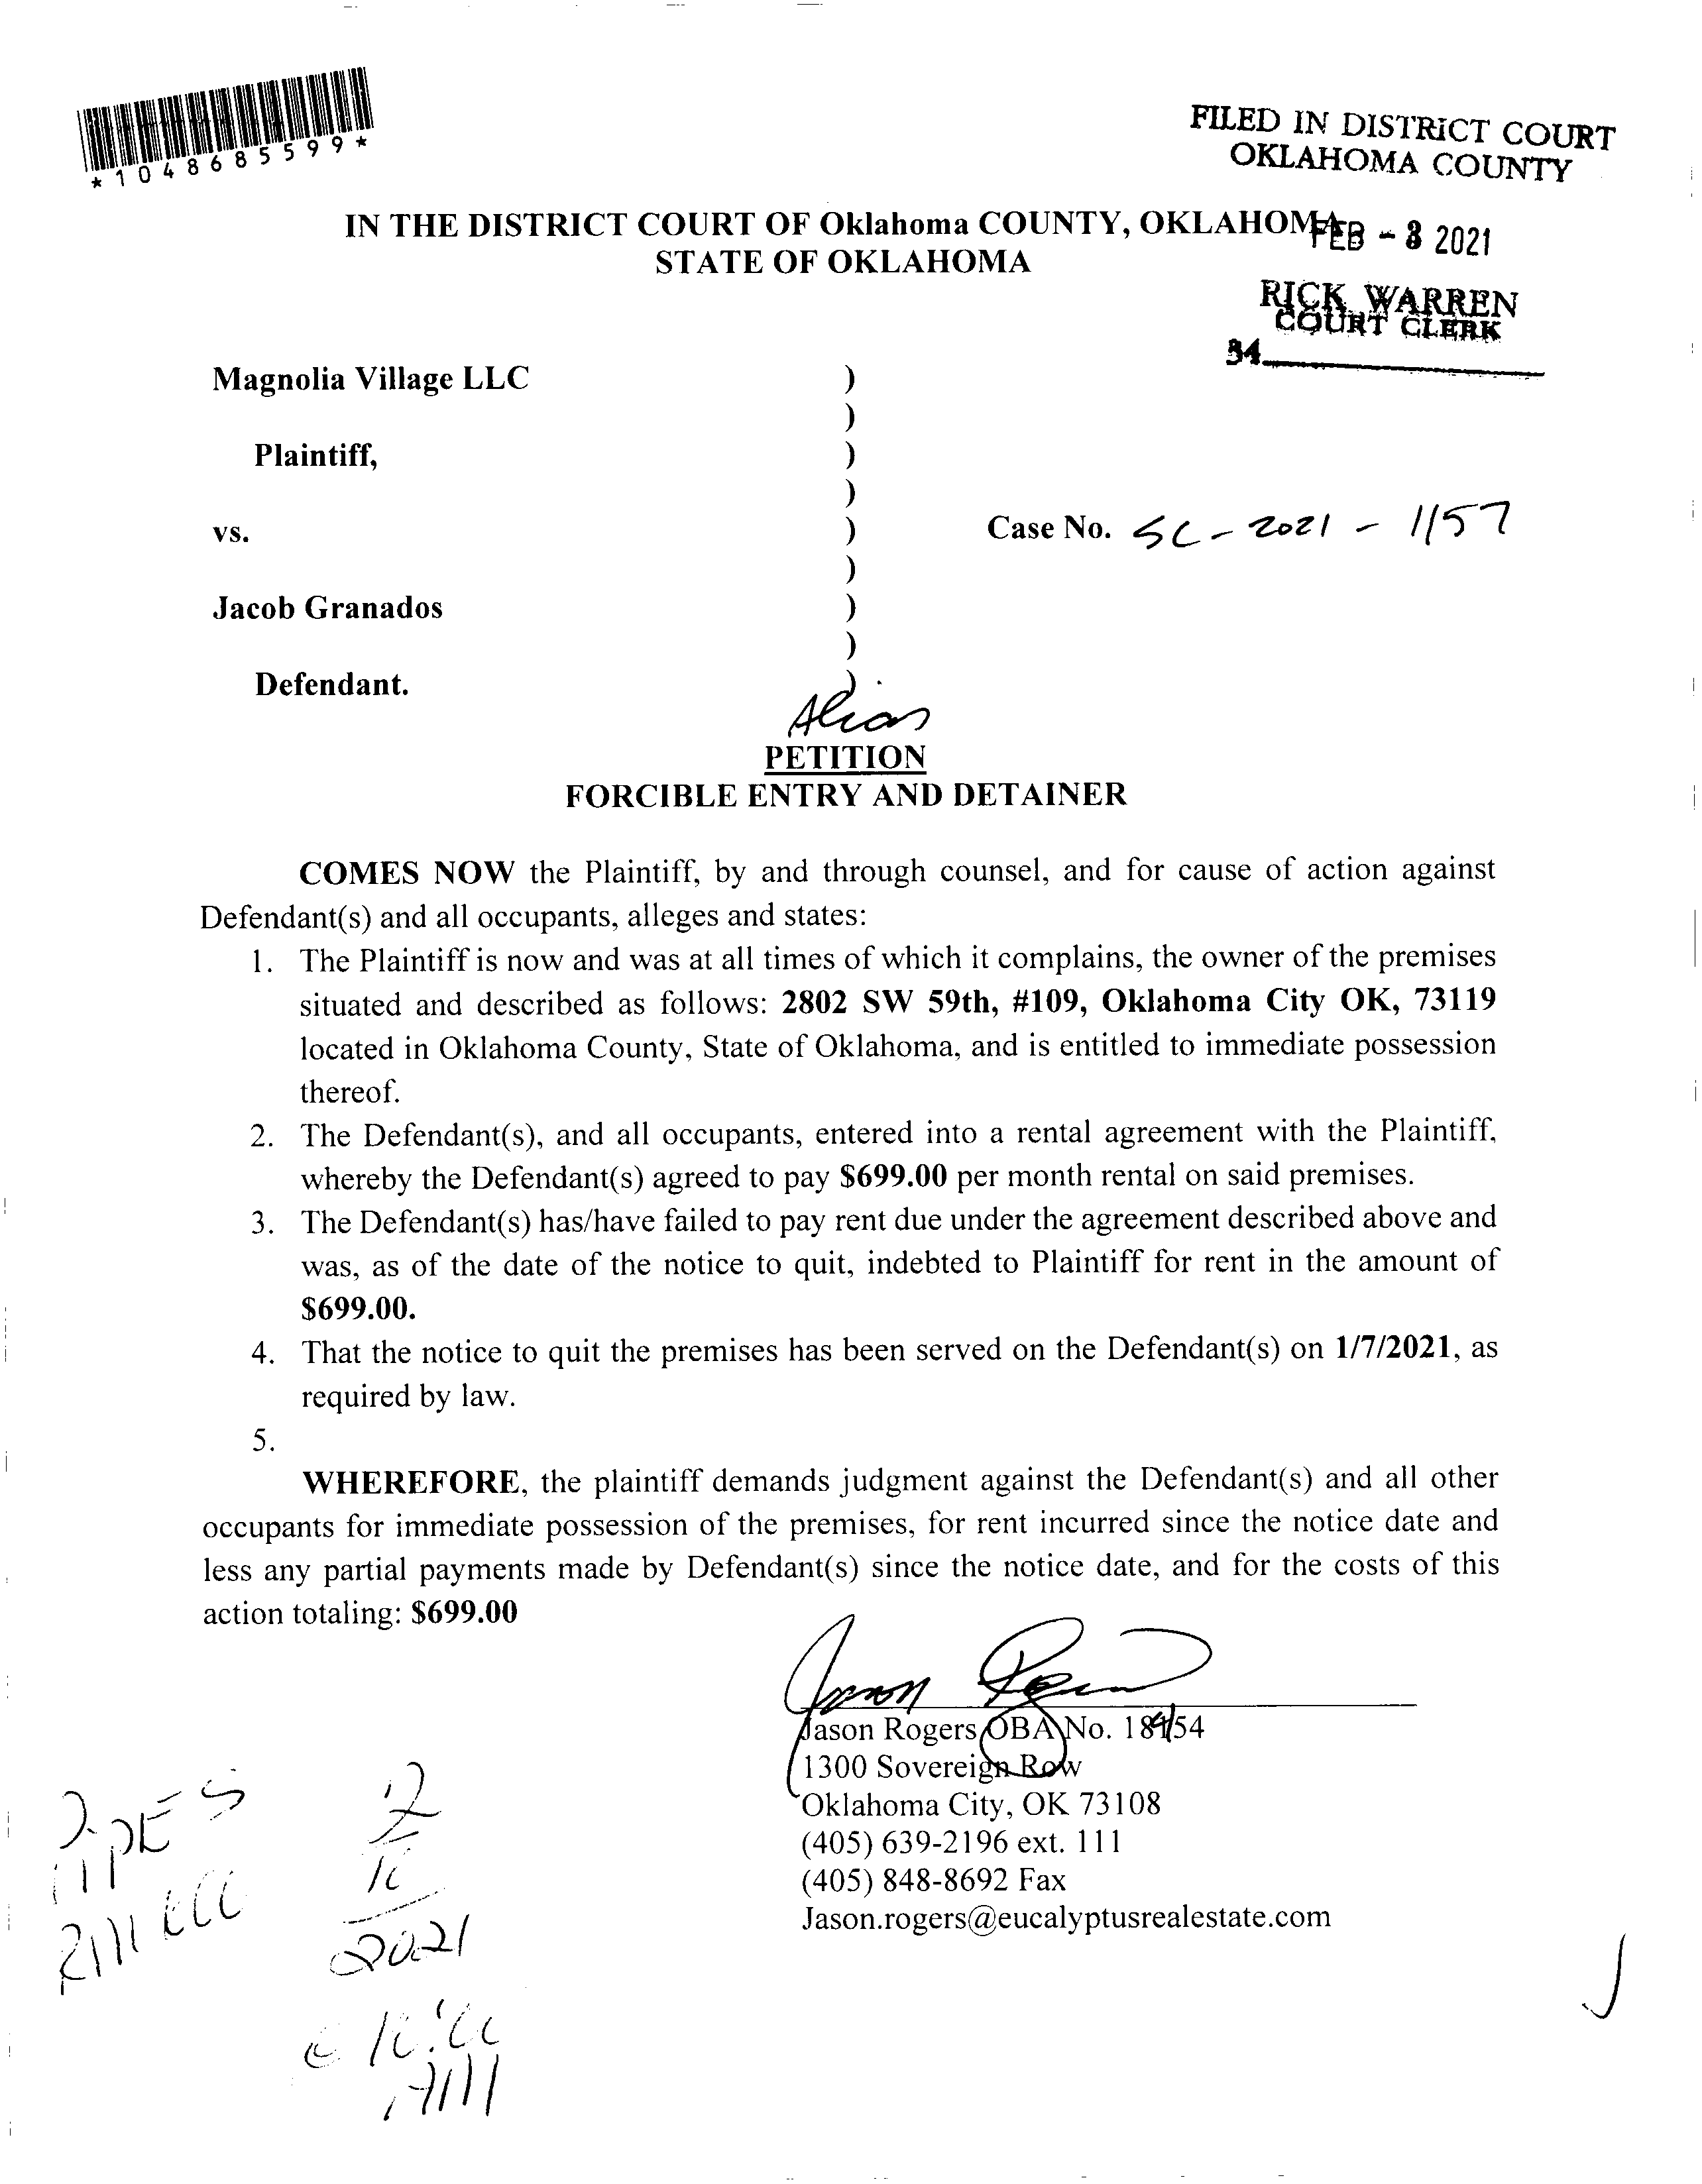 *1048685599*
FILED IN DISTRICT COURT
OKLAHOMA COUNTY
IN THE DISTRICT COURT OF Oklahoma COUNTY, OKLAHOMA
FEB - 8 2021
STATE OF OKLAHOMA
RICK WARREN
COURT CLERK
34
Magnolia Village LLC )
)
Plaintiff, )
)
vs. ) Case No. SC - 2021 - 1157
)
Jacob Granados )
)
Defendant. )
Alias
PETITION
FORCIBLE ENTRY AND DETAINER
COMES NOW the Plaintiff, by and through counsel, and for cause of action against
Defendant(s) and all occupants, alleges and states:
1. The Plaintiff is now and was at all times of which it complains, the owner of the premises
situated and described as follows: 2802 SW 59th, #109, Oklahoma City OK, 73119
located in Oklahoma County, State of Oklahoma, and is entitled to immediate possession
thereof.
2. The Defendant(s), and all occupants, entered into a rental agreement with the Plaintiff,
whereby the Defendant(s) agreed to pay $699.00 per month rental on said premises.
3. The Defendant(s) has/have failed to pay rent due under the agreement described above and
was, as of the date of the notice to quit, indebted to Plaintiff for rent in the amount of
$699.00.
4. That the notice to quit the premises has been served on the Defendant(s) on 1/7/2021, as
required by law.
5.
WHEREFORE, the plaintiff demands judgment against the Defendant(s) and all other
occupants for immediate possession of the premises, for rent incurred since the notice date and
less any partial payments made by Defendant(s) since the notice date, and for the costs of this
action totaling: $699.00
Jason Rogers OBA No.
1300 Sovereign Row
Oklahoma City, OK 73108
(405) 639-2196 ext. 111
(405) 848-8692 Fax
Jason.rogers@eucalyptusrealestate.com
2021